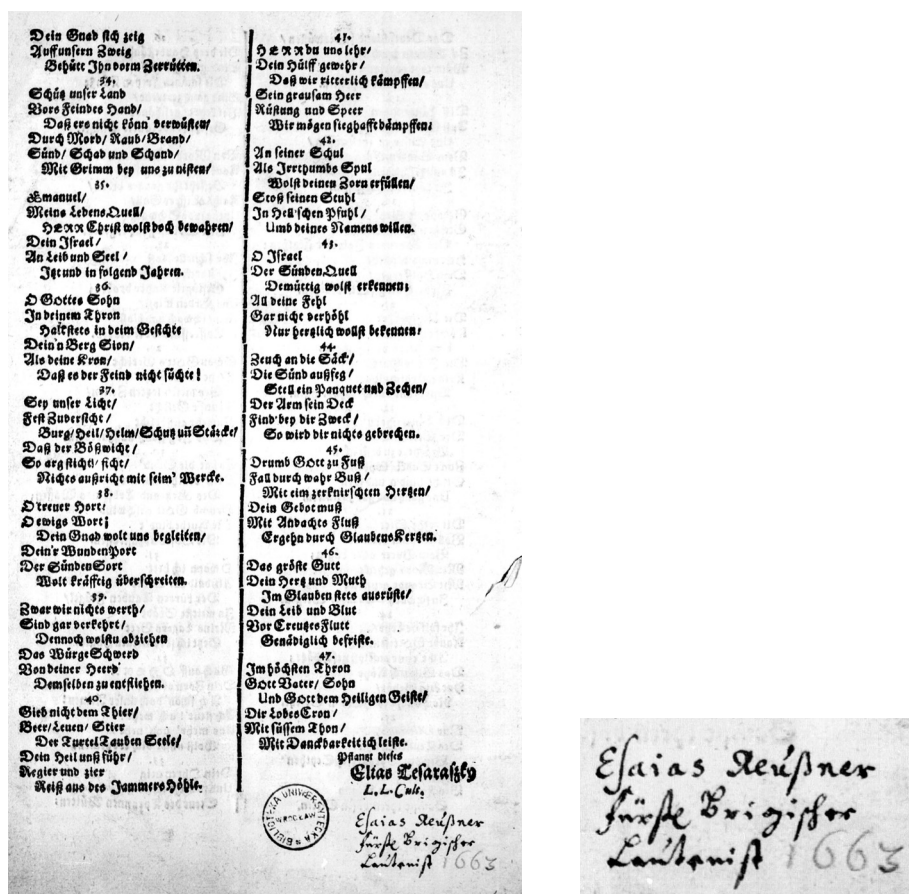 Dein Gnad sich zeig
Auff unsern Zweig
Behütt Ihn vorm Zerrütten.
34.
Schütz unser Land
Vors Feindes Hand/
Daß ers nicht könn' verwüsten/
Durch Mord/ Raub/ Brand/
Sünd/ Schad und Schand/
Mit Grimm bey uns zu nisten/
35.
Emanuel/
Meins Lebens Quell/
HERR Christ wolst doch bewahren/
Dein Israel/
An Leib und Seel/
Jtzt und in folgend Jahren.
36.
O GOttes Sohn
In deinem Thron
Hattstets in deim Gesichte
Dein'n Berg Sion/
Als deine Kron/
Daß es der Feind nicht süchte!
37.
Sey unser Licht/
Fest Zuversicht/
Burg/ Heil/ Helm/ Schutz uñ Stärcke/
Daß der Bößwicht/
So arg sticht/ ficht/
Nichts außricht mit seim' Wercke.
38.
O trener Hort/
O ewigs Wort;
Dein Gnad wolt uns begleiten/
Dein'r Wunden Port
Der Sünden Sort
Wolt kräfftig überschreiten.
39.
Zwar wir nichts werth/
Sind gar verkehrt/
Dennoch wolstu abziehen
Das Würge Schwerd
Von deiner Heerd'
Demselben zu entfliehen.
40.
Gieb nicht dem Thier/
Beer/ Leuen/ Stier
Der Turtel Tauben Seele/
Dein Heil unß führ/
Regier und zier
Reiß aus des Jammers Höhle.
41.
HERR du uns lehr/
Dein Hülff gewehr/
Daß wir ritterlich kämpffen/
Sein grausam Heer
Rüstung und Speer
Wir mögen sieghafft dämpffen;
42.
An seiner Schul
Als Irrthumbs Spul
Wolst deinen Zorn erfüllen/
Stoß seinen Stuhl
In Hell'schen Pfuhl/
Umb deines Namens willen.
43.
O Israel
Der Sünden Quell
Demüttig wolst erkennen;
All deine Fehl
Gar nicht verhöhl
Nur hertzlich wollst bekennen:
44.
Zeuch an die Säck/
Die Sünd außfeg/
Stell ein Panquet und Zechen/
Der Arm sein Deck
Find bey dir Zweck/
So wird dir nichts gebrechen.
45.
Drumb GOtt zu Fuß
Fall durch wahr Buß/
Mit eim zerknirschten Hertzen/
Dein Gebot muß
Mit Andachts Fluß
Ergehn durch Glaubens Kertzen.
46.
Das gröste Gutt
Dein Hertz und Muth
Im Glauben stets ausrüste/
Dein Leib und Blut
Vor Creutzes Flutt
Genädiglich befriste.
47.
Im höchsten Thron
GOtt Vater/ Sohn
Und GOtt dem Heiligen Geiste/
Dir Lobes Cron/
Mit süssem Thon/
Mit Danckbarkeit ich leiste.
Pflantzt dieses
Elias Tesaraszky
L. L. Cult.
BIBLIOTEKA UNIWERSYTECKA
WROCŁAW
Esaias Reußner
fürstl Brigischer
Lautenist 1663
Esaias Reußner
fürstl Brigischer
Lautenist 1663